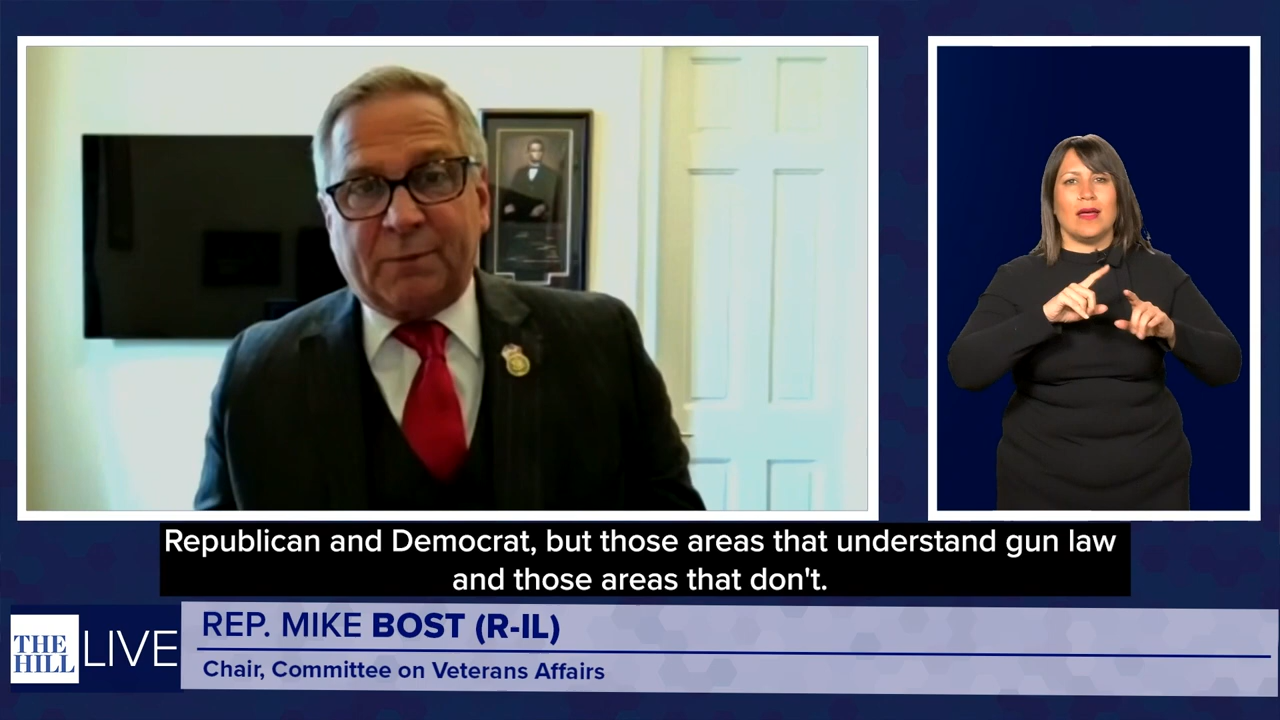 Republican and Democrat, but those areas that understand gun law
and those areas that don't.
THE
HILL
LIVE
REP. MIKE BOST (R-IL)
Chair, Committee on Veterans Affairs